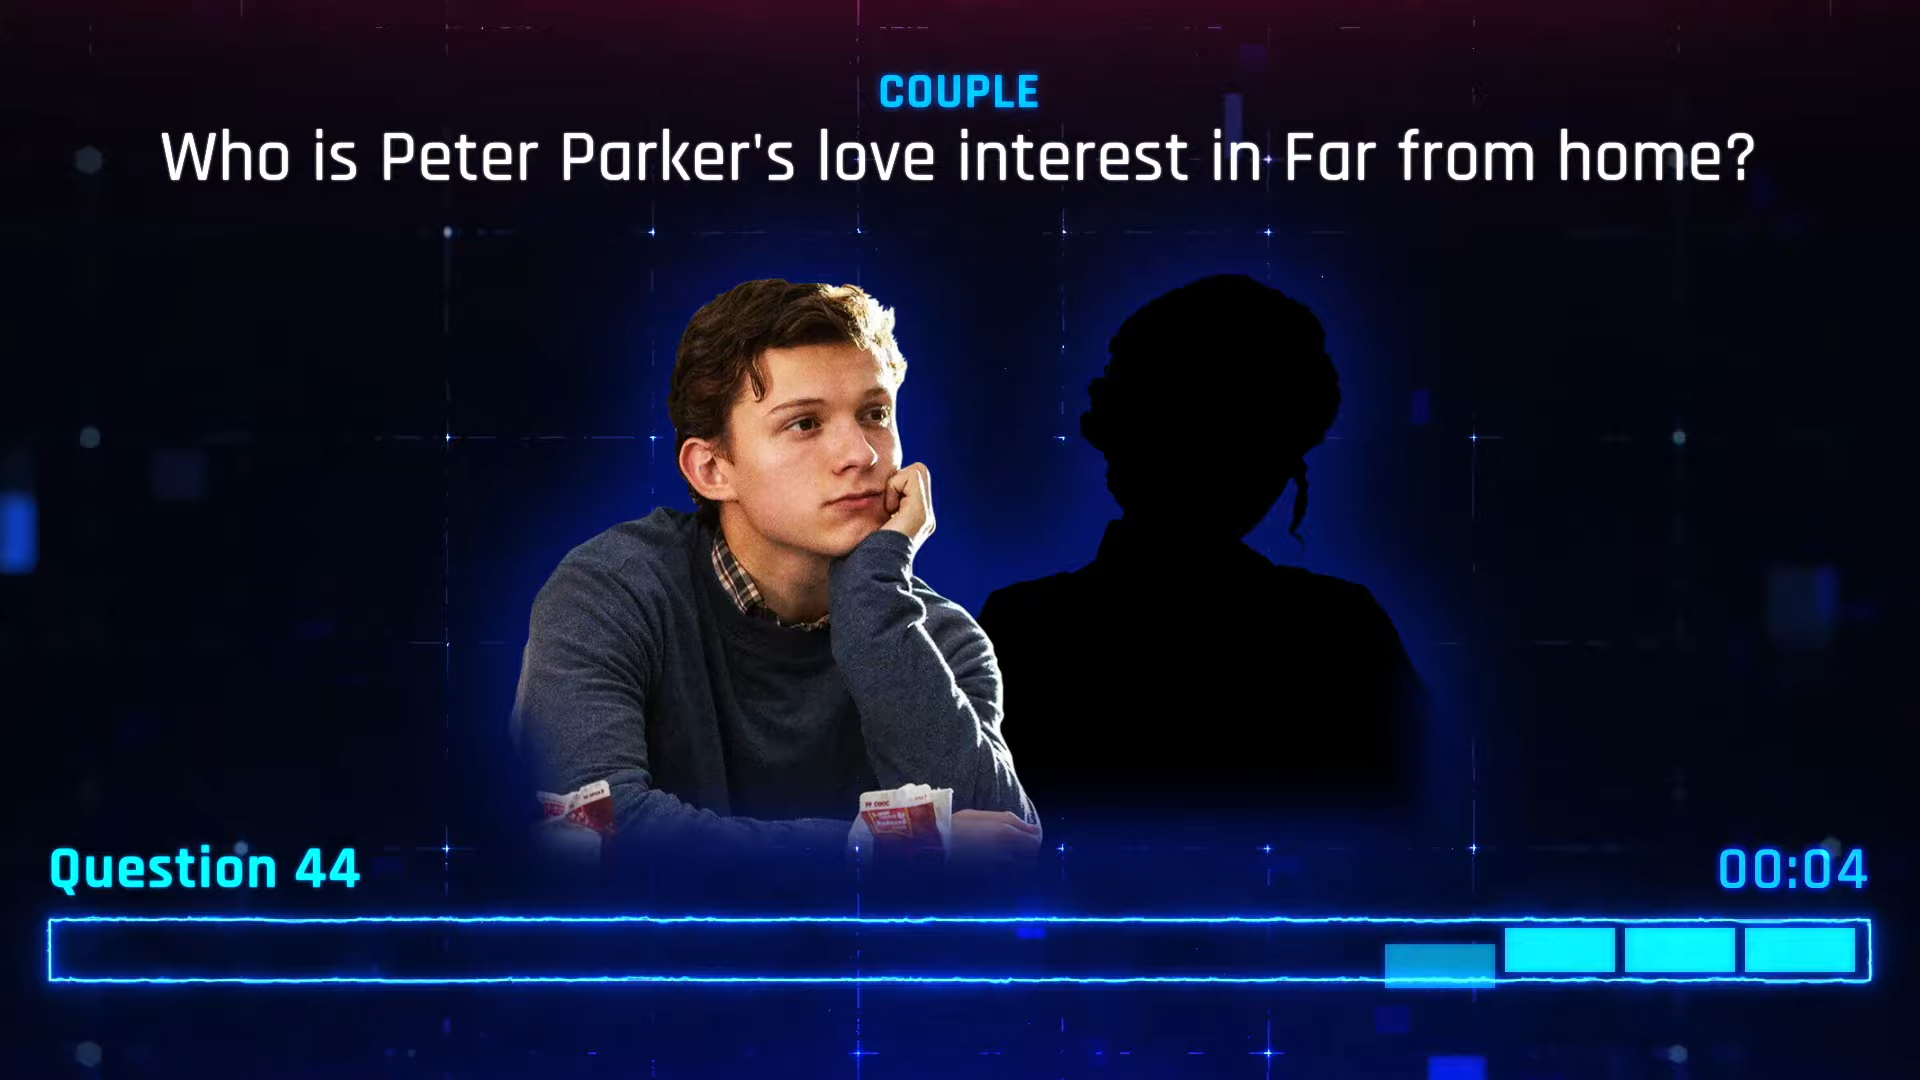 COUPLE
Who is Peter Parker's love interest in Far from home?
Question 44
00:04